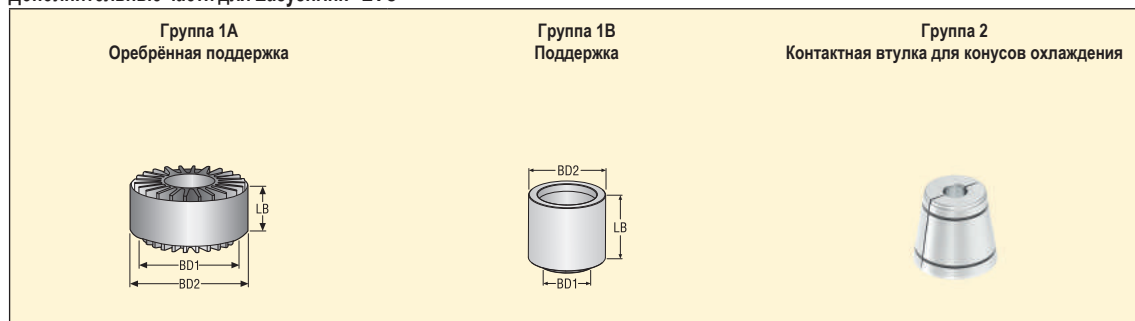 Группа 1A
Оребрённая поддержка
LB
BD1
BD2
Группа 1B
Поддержка
BD2
LB
BD1
Группа 2
Контактная втулка для конусов охлаждения